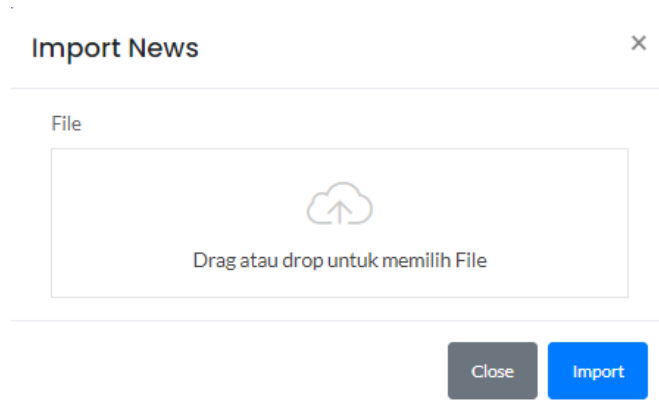 Import News
×
File
Drag atau drop untuk memilih File
Close
Import